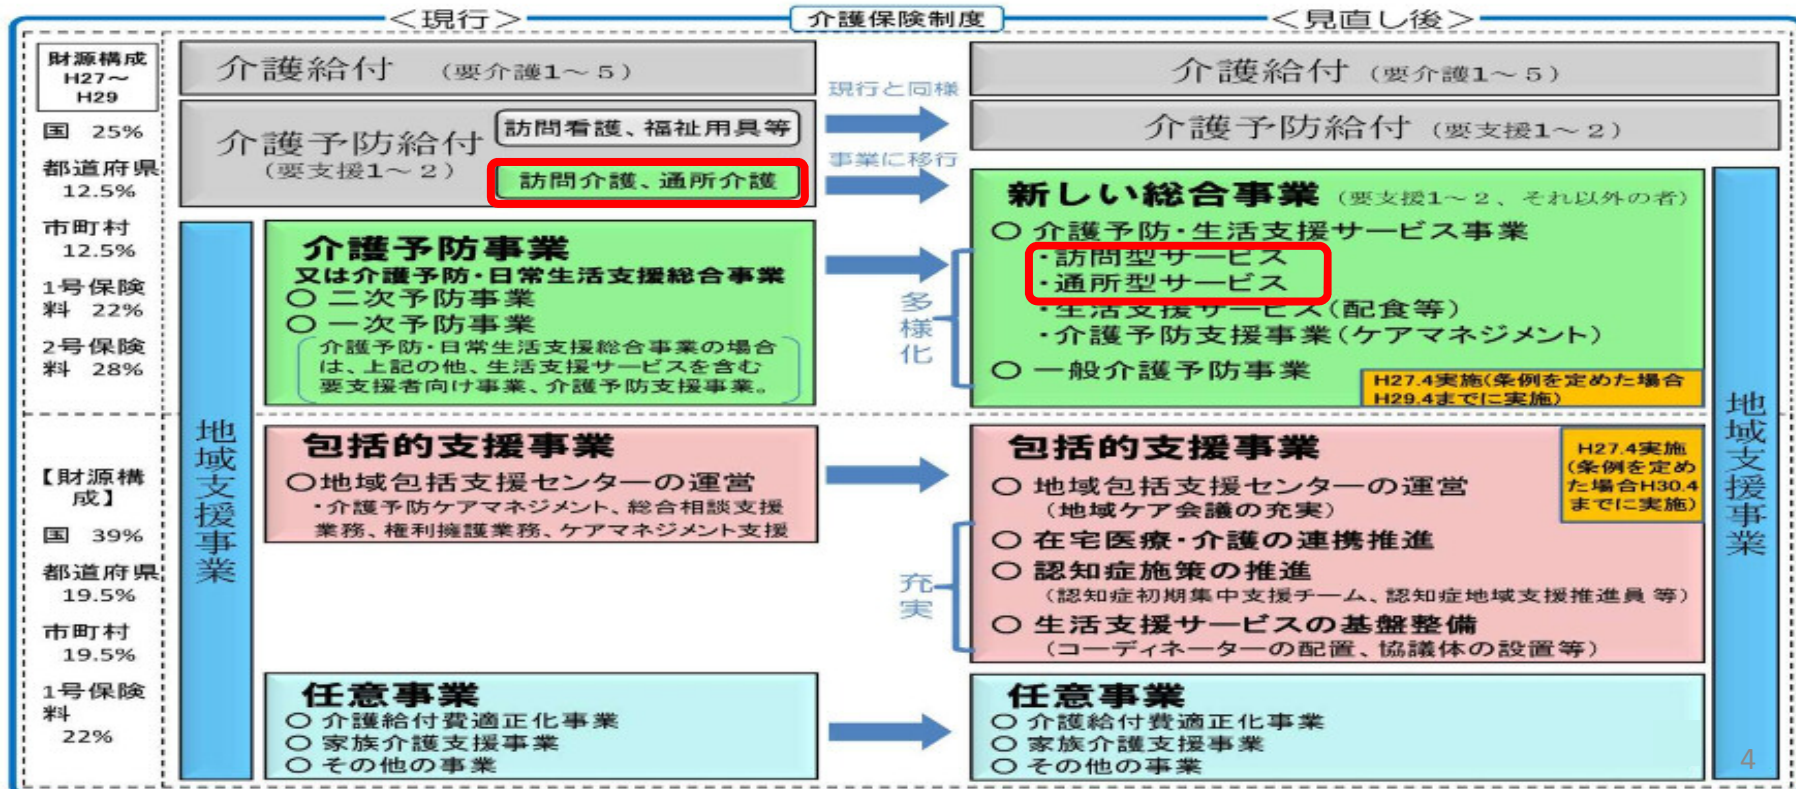 ＜現行＞
介護保険制度
＜見直し後＞
財源構成
H27～
H29
国 25%
都道府県
12.5%
市町村
12.5%
1号保険
料 22%
2号保険
料 28%
【財源構
成】
国 39%
都道府県
19.5%
市町村
19.5%
1号保険
料
22%
介護給付 （要介護1～5）
介護予防給付
（要支援1～2）
訪問看護、福祉用具等
訪問介護、通所介護
地域支援事業
介護予防事業
又は介護予防・日常生活支援総合事業
○ 二次予防事業
○ 一次予防事業
介護予防・日常生活支援総合事業の場合
は、上記の他、生活支援サービスを含む
要支援者向け事業、介護予防支援事業。
包括的支援事業
○地域包括支援センターの運営
・介護予防ケアマネジメント、総合相談支援
業務、権利擁護業務、ケアマネジメント支援
任意事業
○ 介護給付費適正化事業
○ 家族介護支援事業
○ その他の事業
現行と同様
事業に移行
多様化
充実
介護給付 （要介護1～5）
介護予防給付 （要支援1～2）
新しい総合事業 （要支援1～2、それ以外の者）
○ 介護予防・生活支援サービス事業
・訪問型サービス
・通所型サービス
・生活支援サービス（配食等）
・介護予防支援事業（ケアマネジメント）
○ 一般介護予防事業
H27.4実施（条例を定めた場合
H29.4までに実施）
包括的支援事業
○ 地域包括支援センターの運営
（地域ケア会議の充実）
○ 在宅医療・介護の連携推進
○ 認知症施策の推進
（認知症初期集中支援チーム、認知症地域支援推進員 等）
○ 生活支援サービスの基盤整備
（コーディネーターの配置、協議体の設置等）
H27.4実施
（条例を定め
た場合H30.4
までに実施）
任意事業
○ 介護給付費適正化事業
○ 家族介護支援事業
○ その他の事業
地域支援事業
4